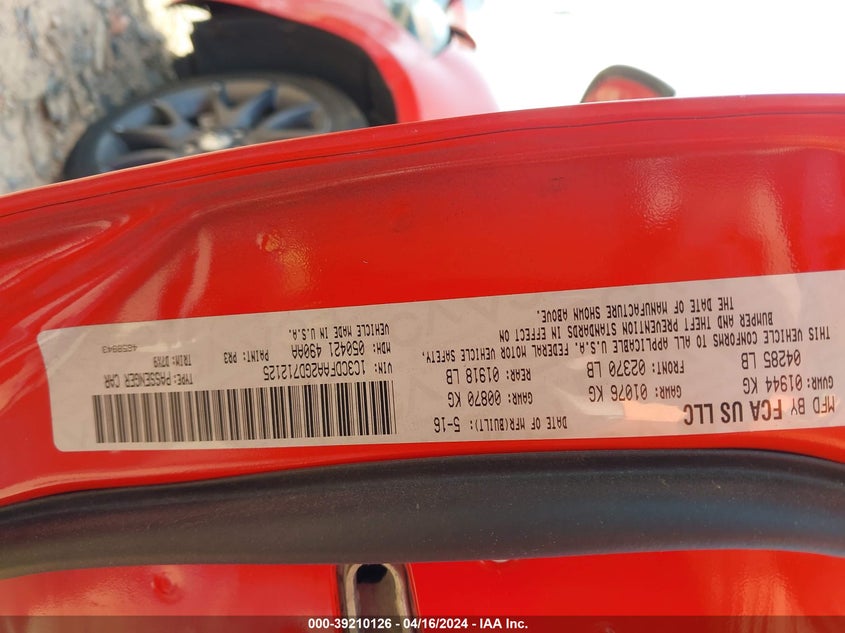 MFD BY FCA US LLC
DATE OF MFR(BUILT): 5-16
GVWR: 01944 KG
04285 LB
GAWR: 01076 KG
FRONT: 02370 LB
GAWR: 00870 KG
REAR: 01918 LB
THIS VEHICLE CONFORMS TO ALL APPLICABLE U.S.A. FEDERAL MOTOR VEHICLE SAFETY,
BUMPER AND THEFT PREVENTION STANDARDS IN EFFECT ON
THE DATE OF MANUFACTURE SHOWN ABOVE.
VIN: 1C3CDFAA2GD712125
TYPE: PASSENGER CAR
MDH: 050421 490AA
PAINT: PR3
TRIM: D7X9
VEHICLE MADE IN U.S.A.
4658943
000-39210126 - 04/16/2024 - IAA Inc.